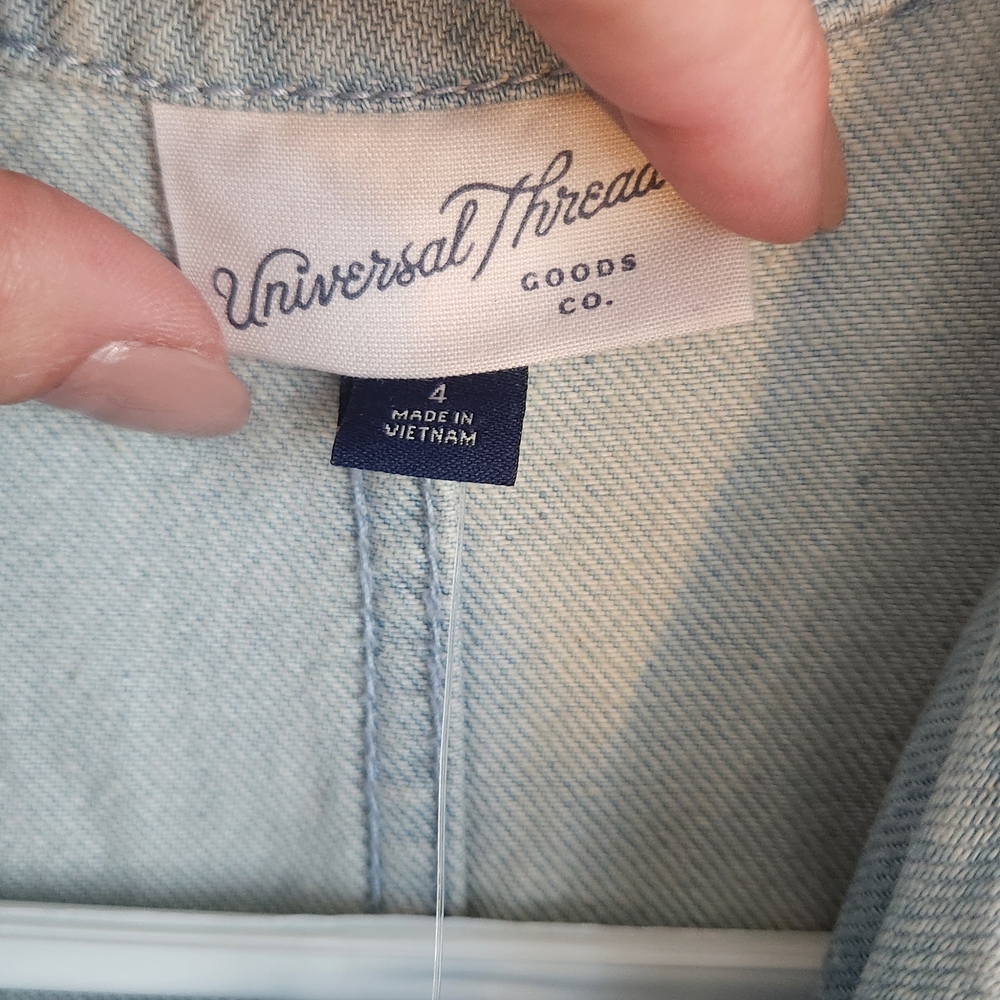 Universal Thread
GOODS
CO.
4
MADE IN
VIETNAM